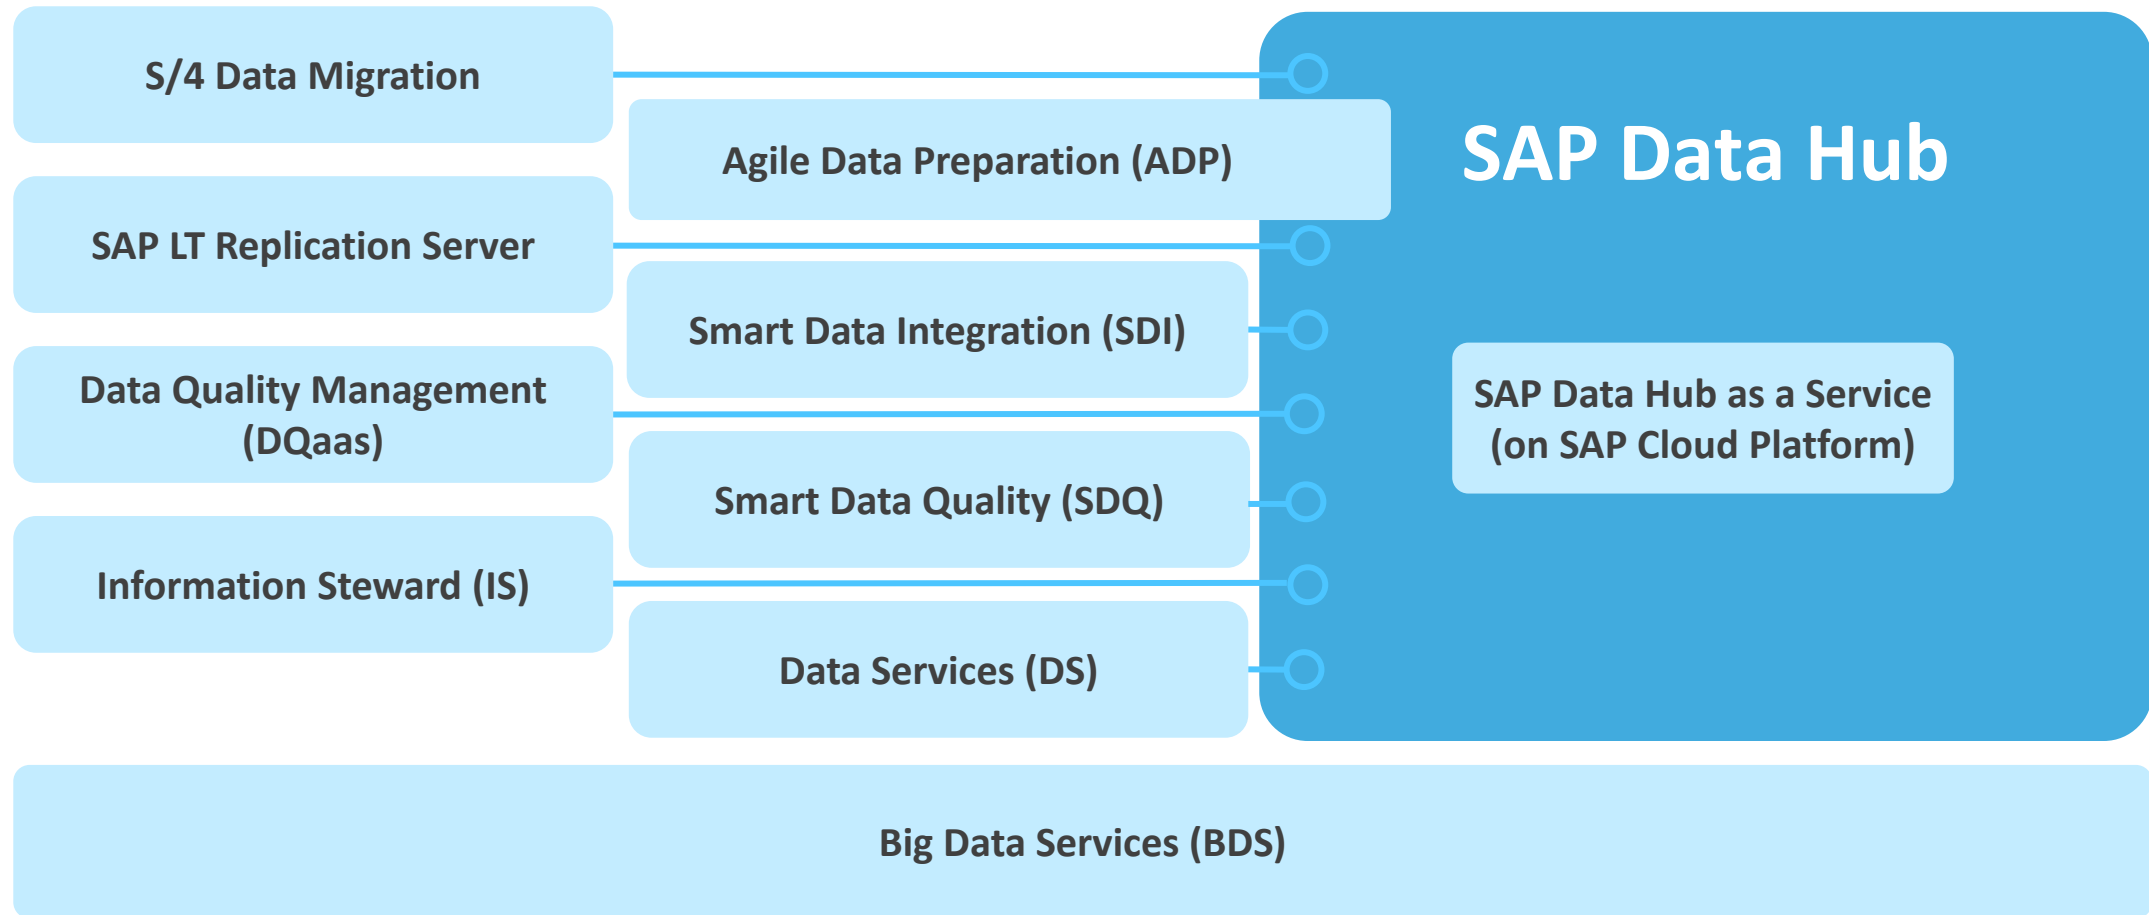 S/4 Data Migration
Agile Data Preparation (ADP)
SAP Data Hub
SAP LT Replication Server
Smart Data Integration (SDI)
Data Quality Management
(DQaas)
SAP Data Hub as a Service
(on SAP Cloud Platform)
Smart Data Quality (SDQ)
Information Steward (IS)
Data Services (DS)
Big Data Services (BDS)